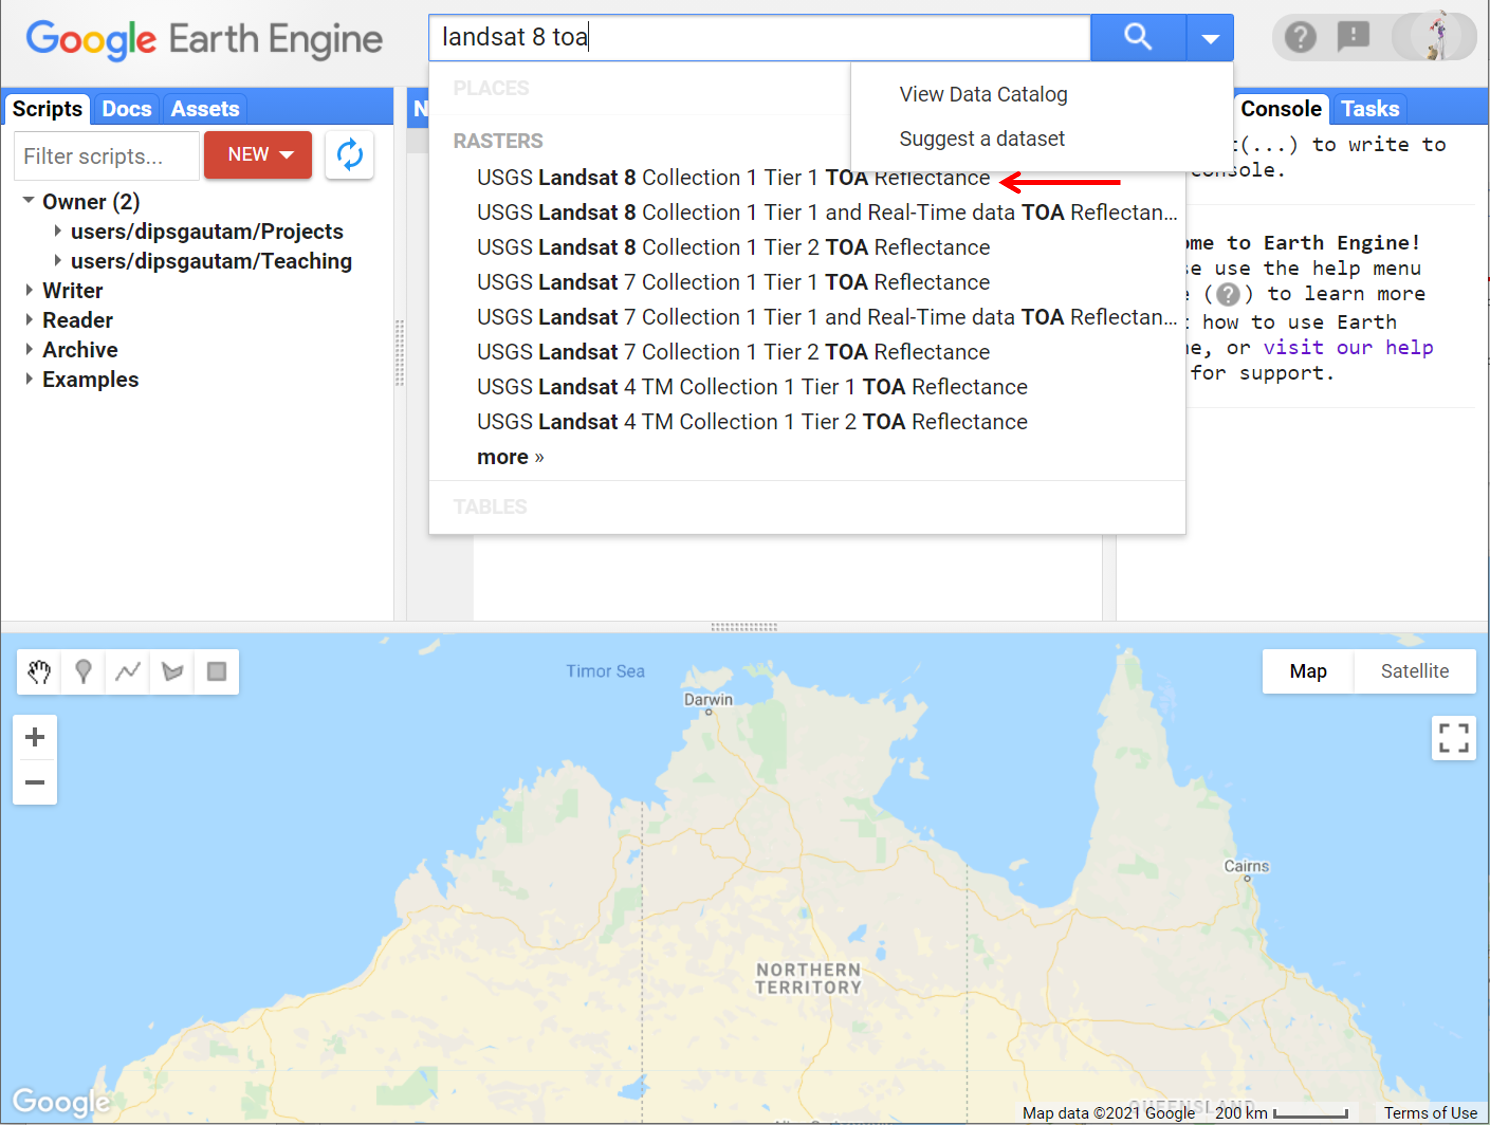 Google Earth Engine
landsat 8 toa
Scripts
Docs
Assets
Filter scripts...
NEW
Owner (2)
users/dipsgautam/Projects
users/dipsgautam/Teaching
Writer
Reader
Archive
Examples
N
PLACES
View Data Catalog
Suggest a dataset
RASTERS
USGS Landsat 8 Collection 1 Tier 1 TOA Reflectance
USGS Landsat 8 Collection 1 Tier 1 and Real-Time data TOA Reflectan...
USGS Landsat 8 Collection 1 Tier 2 TOA Reflectance
USGS Landsat 7 Collection 1 Tier 1 TOA Reflectance
USGS Landsat 7 Collection 1 Tier 1 and Real-Time data TOA Reflectan...
USGS Landsat 7 Collection 1 Tier 2 TOA Reflectance
USGS Landsat 4 TM Collection 1 Tier 1 TOA Reflectance
USGS Landsat 4 TM Collection 1 Tier 2 TOA Reflectance
more »
TABLES
Console
Tasks
t(...) to write to
console.
ome to Earth Engine!
se use the help menu
(?) to learn more
t how to use Earth
ne, or visit our help
for support.
Timor Sea
Darwin
Map
Satellite
+
−
Cairns
NORTHERN
TERRITORY
QUEENSLAND
Google
Map data ©2021 Google
200 km
Terms of Use